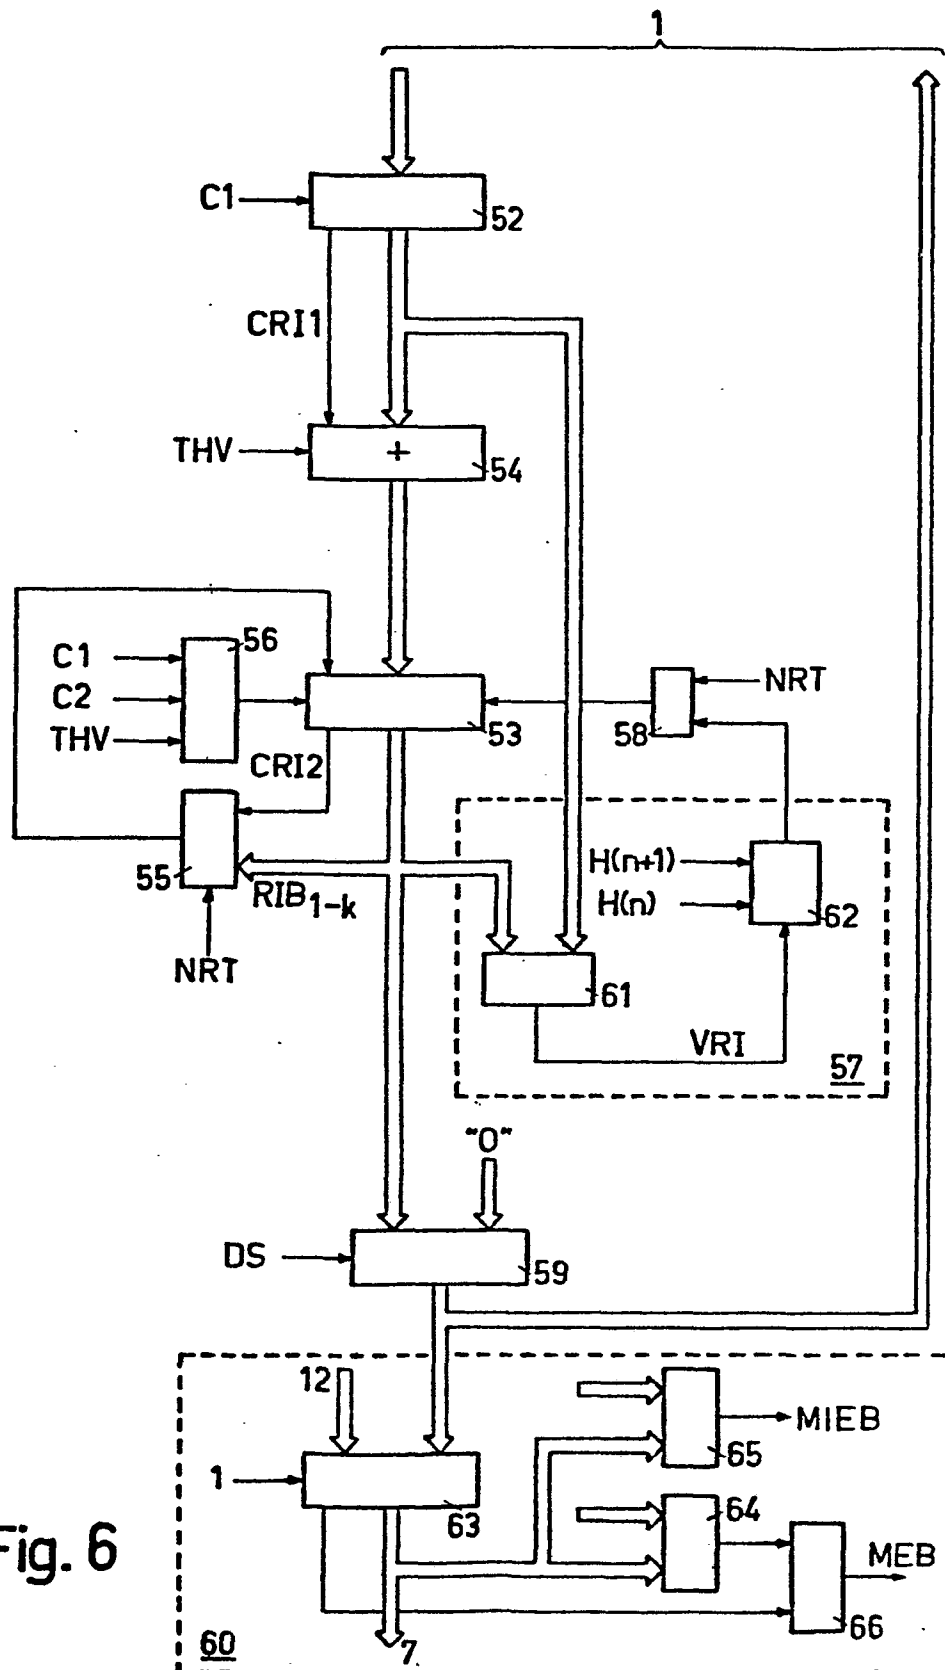 1
C1
52
CRI1
THV
+
54
56
C1
C2
THV
NRT
53
58
CRI2
55
RIB1-k
H(n+1)
H(n)
62
NRT
61
VRI
57
"0"
DS
59
12
MIEB
65
1
63
64
MEB
66
Fig. 6
60
7